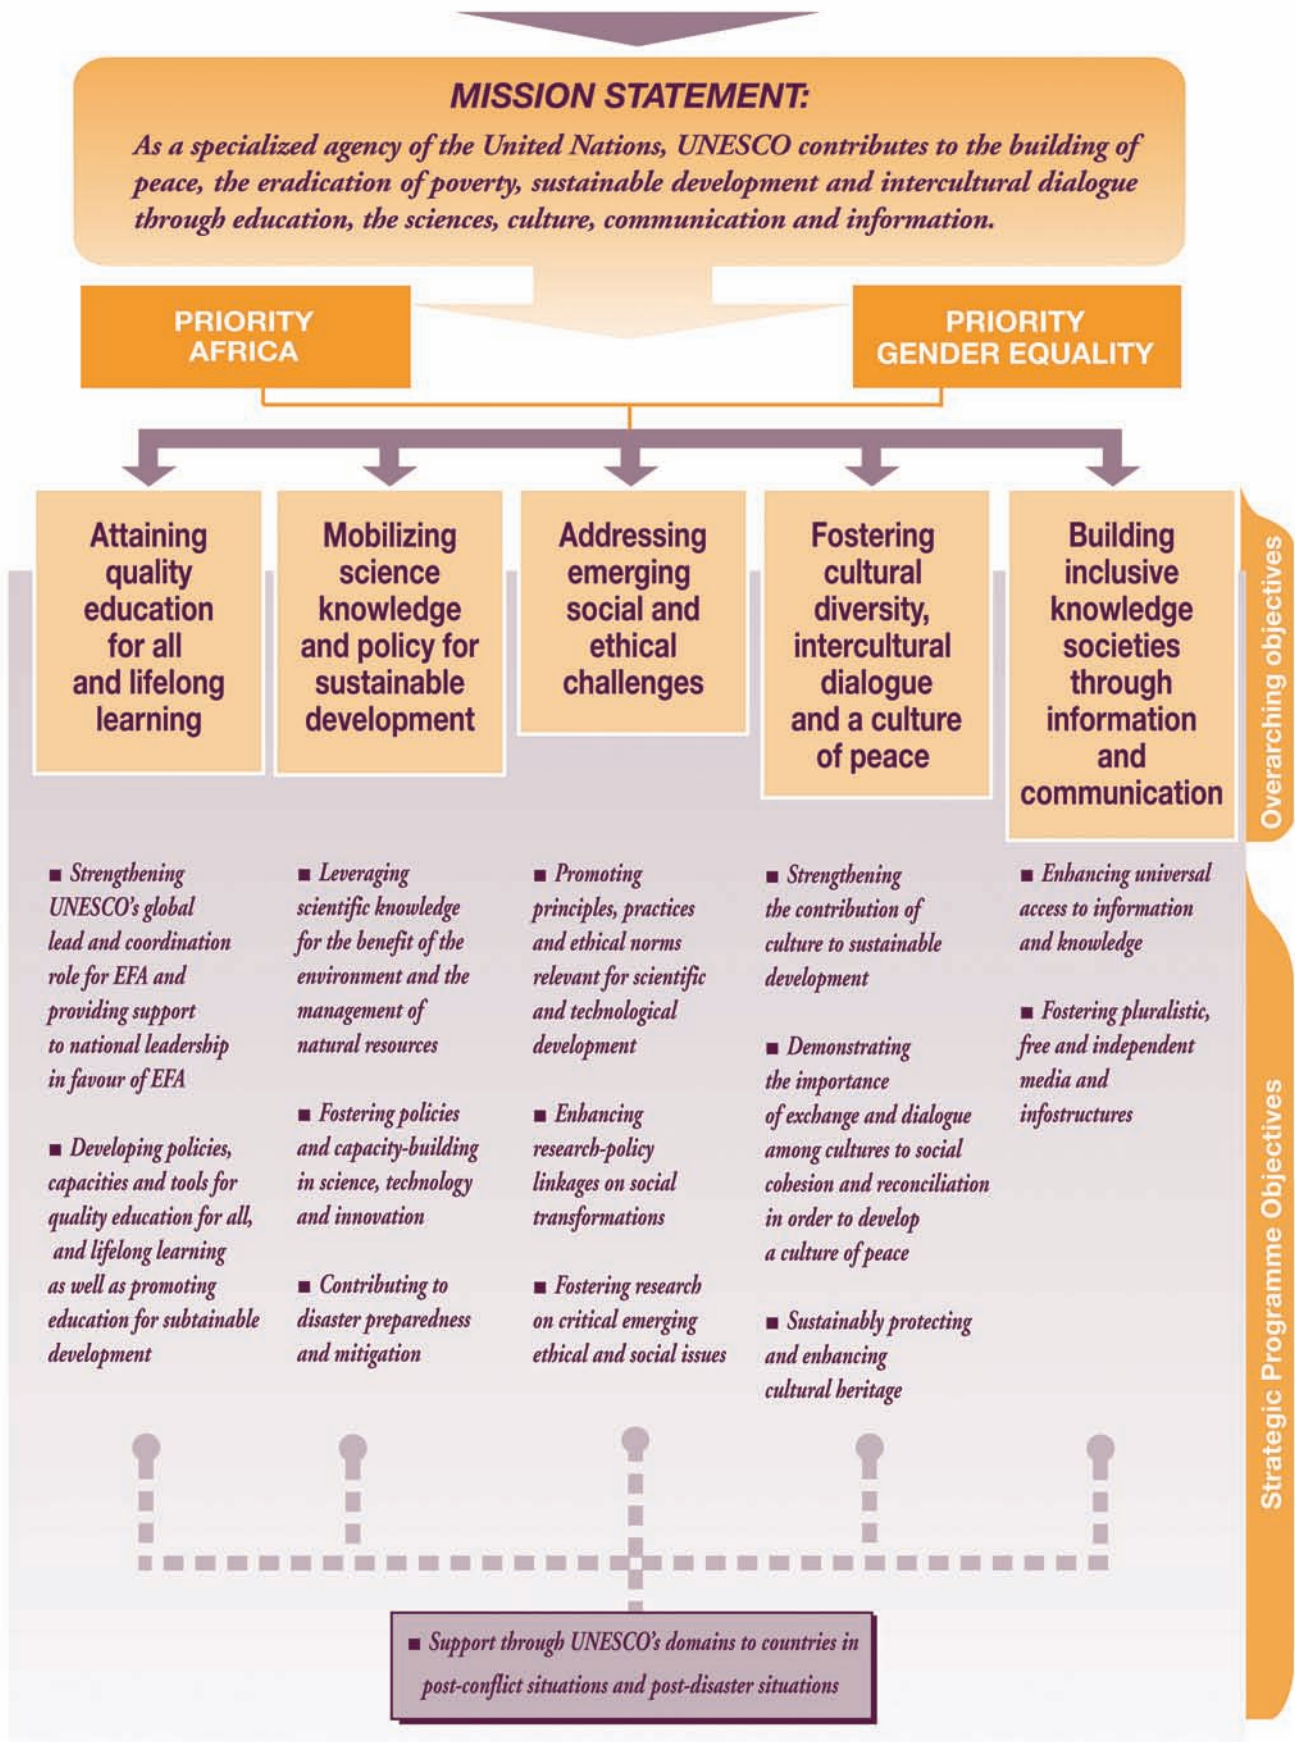 MISSION STATEMENT:
As a specialized agency of the United Nations, UNESCO contributes to the building of
peace, the eradication of poverty, sustainable development and intercultural dialogue
through education, the sciences, culture, communication and information.
PRIORITY
AFRICA
PRIORITY
GENDER EQUALITY
Attaining
quality
education
for all
and lifelong
learning
Mobilizing
science
knowledge
and policy for
sustainable
development
Addressing
emerging
social and
ethical
challenges
Fostering
cultural
diversity,
intercultural
dialogue
and a culture
of peace
Building
inclusive
knowledge
societies
through
information
and
communication
Overarching objectives
■ Strengthening
UNESCO's global
lead and coordination
role for EFA and
providing support
to national leadership
in favour of EFA
■ Developing policies,
capacities and tools for
quality education for all,
and lifelong learning
as well as promoting
education for subtainable
development
■ Leveraging
scientific knowledge
for the benefit of the
environment and the
management of
natural resources
■ Fostering policies
and capacity-building
in science, technology
and innovation
■ Contributing to
disaster preparedness
and mitigation
■ Promoting
principles, practices
and ethical norms
relevant for scientific
and technological
development
■ Enhancing
research-policy
linkages on social
transformations
■ Fostering research
on critical emerging
ethical and social issues
■ Strengthening
the contribution of
culture to sustainable
development
■ Demonstrating
the importance
of exchange and dialogue
among cultures to social
cohesion and reconciliation
in order to develop
a culture of peace
■ Sustainably protecting
and enhancing
cultural heritage
■ Enhancing universal
access to information
and knowledge
■ Fostering pluralistic,
free and independent
media and
infostructures
Strategic Programme Objectives
■ Support through UNESCO's domains to countries in
post-conflict situations and post-disaster situations